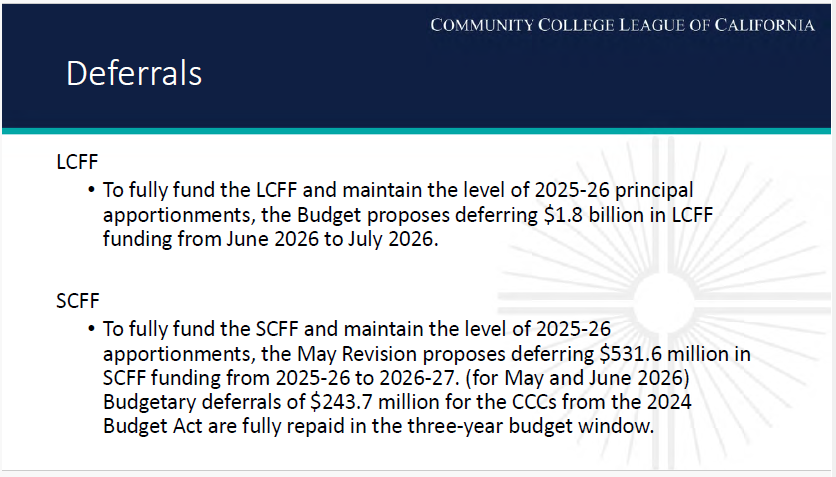 COMMUNITY COLLEGE LEAGUE OF CALIFORNIA
Deferrals
LCFF
• To fully fund the LCFF and maintain the level of 2025-26 principal
apportionments, the Budget proposes deferring $1.8 billion in LCFF
funding from June 2026 to July 2026.
SCFF
• To fully fund the SCFF and maintain the level of 2025-26
apportionments, the May Revision proposes deferring $531.6 million in
SCFF funding from 2025-26 to 2026-27. (for May and June 2026)
Budgetary deferrals of $243.7 million for the CCCs from the 2024
Budget Act are fully repaid in the three-year budget window.